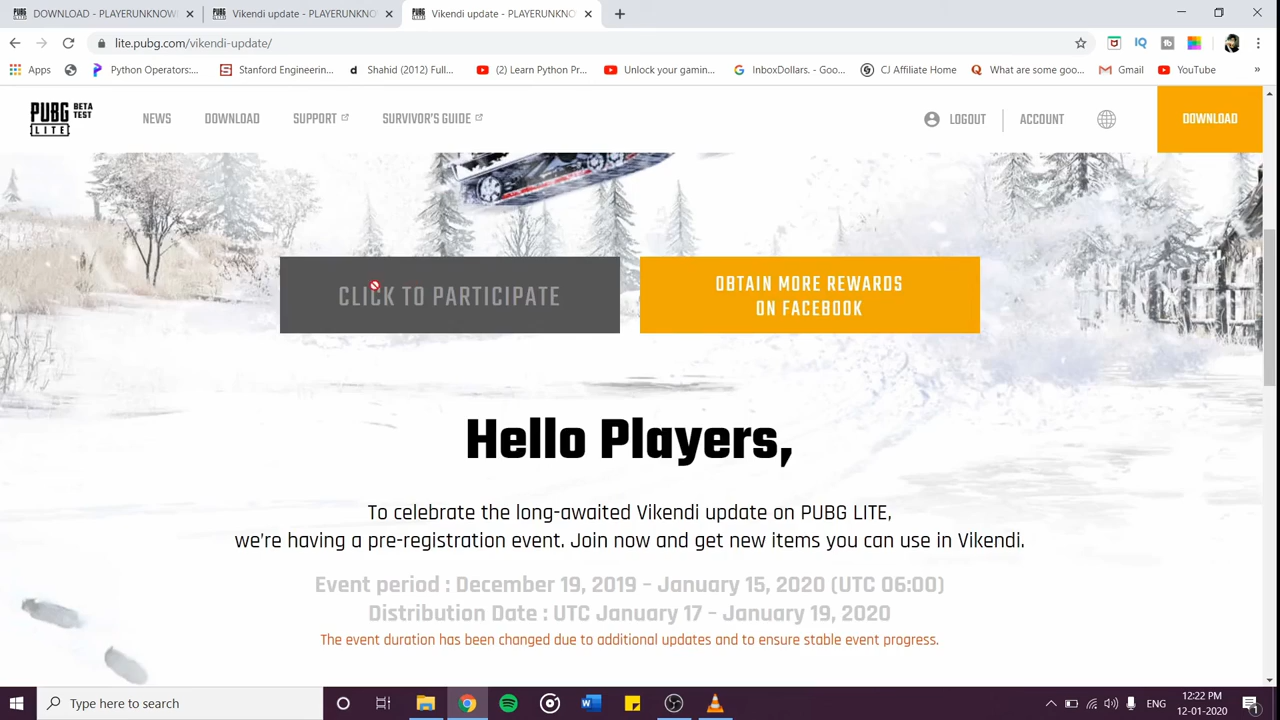 DOWNLOAD - PLAYERUNKNOW
Vikendi update - PLAYERUNKNO
Vikendi update - PLAYERUNKNO
lite.pubg.com/vikendi-update/
Apps
Python Operators:...
Stanford Engineerin...
Shahid (2012) Full...
(2) Learn Python Pr...
Unlock your gamin...
InboxDollars. - Goo...
CJ Affiliate Home
What are some goo...
Gmail
YouTube
»
PUBG LITE BETA TEST
NEWS
DOWNLOAD
SUPPORT
SURVIVOR'S GUIDE
LOGOUT
ACCOUNT
DOWNLOAD
CLICK TO PARTICIPATE
OBTAIN MORE REWARDS
ON FACEBOOK
Hello Players,
To celebrate the long-awaited Vikendi update on PUBG LITE,
we're having a pre-registration event. Join now and get new items you can use in Vikendi.
Event period : December 19, 2019 – January 15, 2020 (UTC 06:00)
Distribution Date : UTC January 17 – January 19, 2020
The event duration has been changed due to additional updates and to ensure stable event progress.
Type here to search
ENG
12:22 PM
12-01-2020